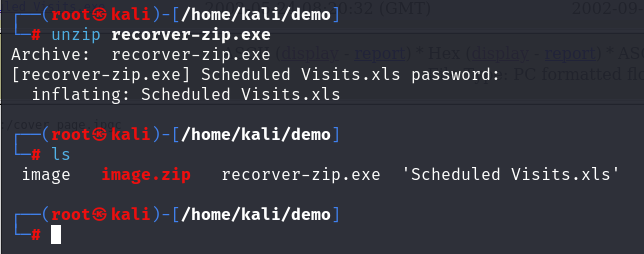 ┌──(root㉿kali)-[/home/kali/demo]
└─# unzip recorver-zip.exe
Archive:  recorver-zip.exe
[recorver-zip.exe] Scheduled Visits.xls password:
  inflating: Scheduled Visits.xls
┌──(root㉿kali)-[/home/kali/demo]
└─# ls
image   image.zip   recorver-zip.exe  'Scheduled Visits.xls'
┌──(root㉿kali)-[/home/kali/demo]
└─#